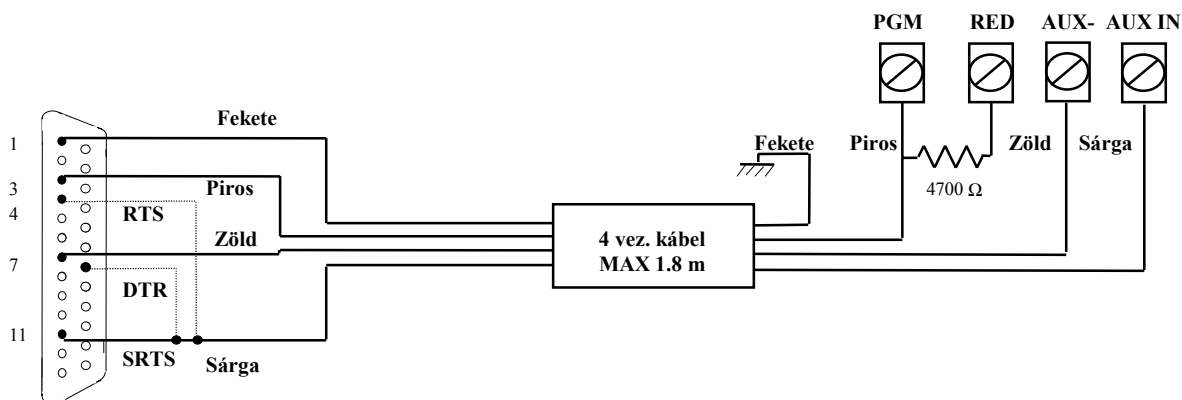 PGM RED AUX- AUX IN
Fekete
1
Fekete Piros Zöld Sárga
3
Piros
4700 Ω
4
RTS
Zöld
4 vez. kábel
MAX 1.8 m
7
DTR
11
SRTS Sárga